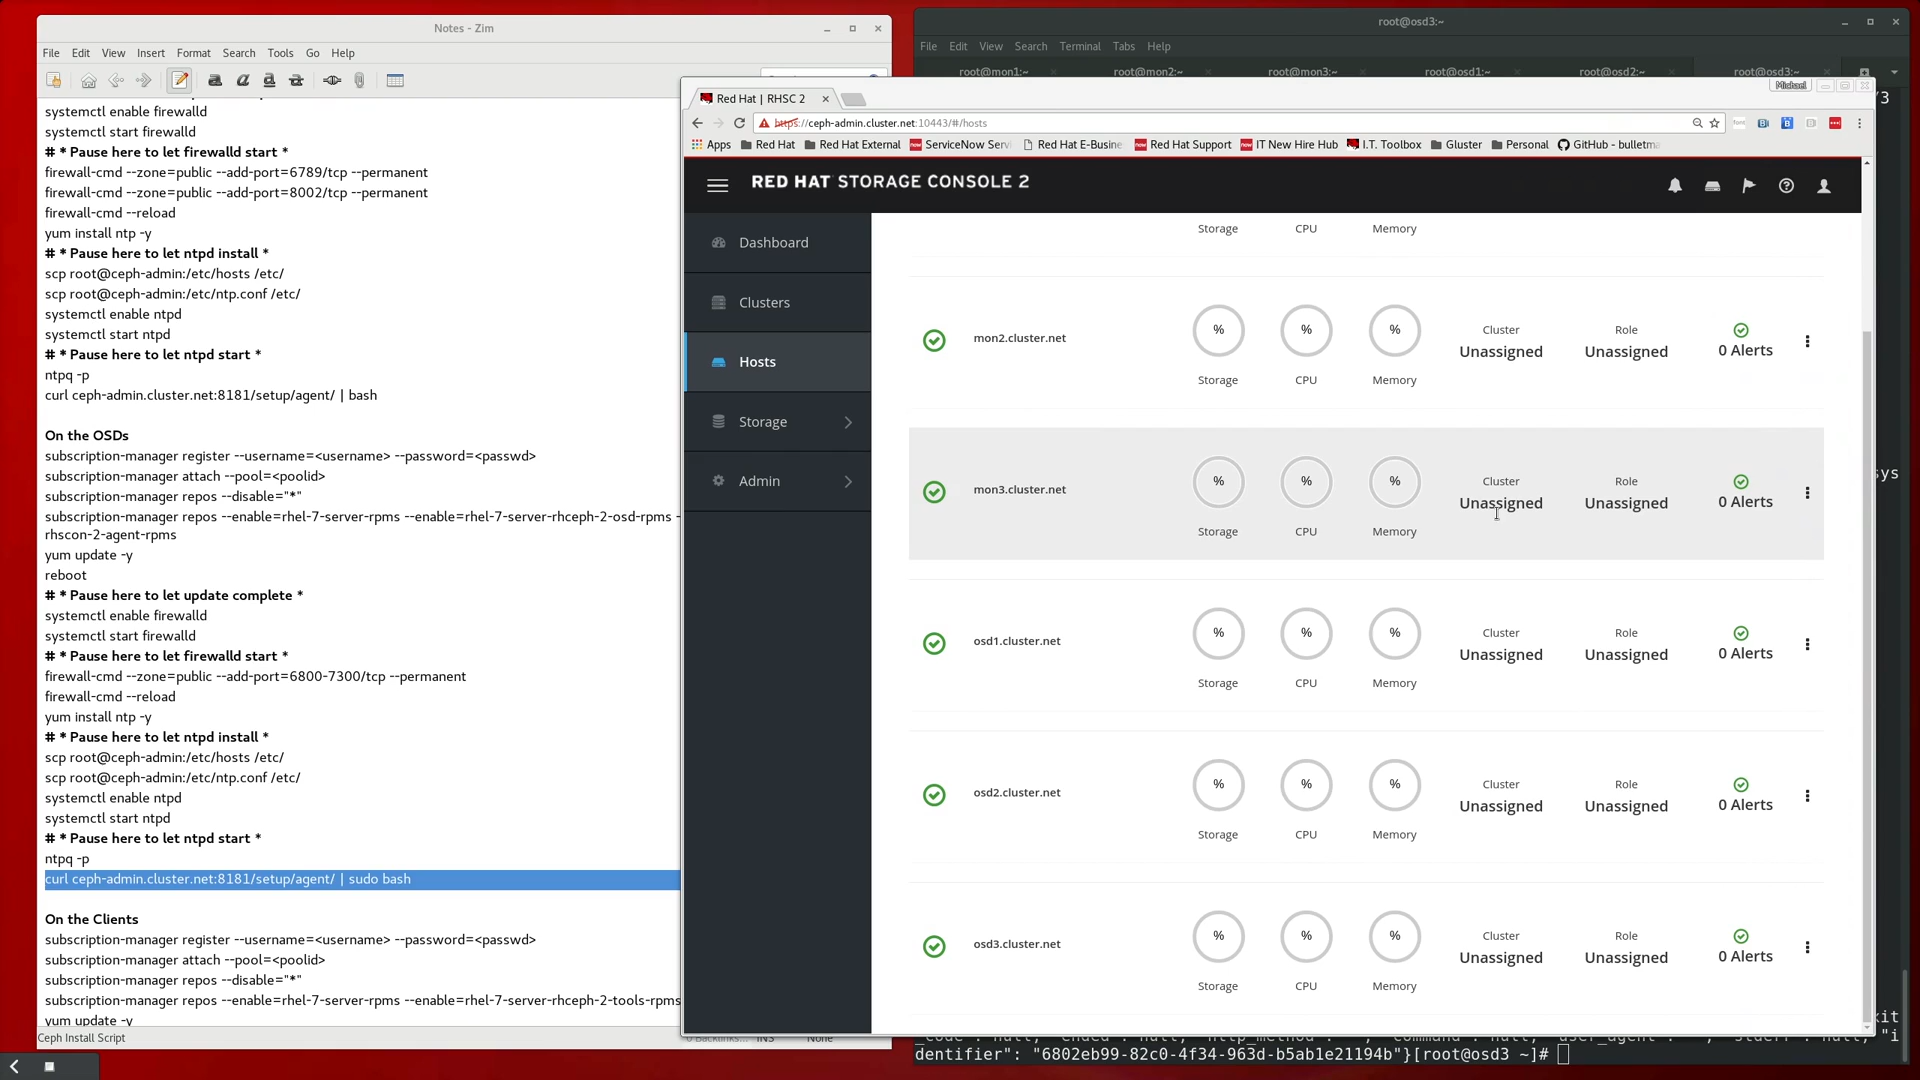 Notes - Zim
File Edit View Insert Format Search Tools Go Help
systemctl enable firewalld
systemctl start firewalld
# * Pause here to let firewalld start *
firewall-cmd --zone=public --add-port=6789/tcp --permanent
firewall-cmd --zone=public --add-port=8002/tcp --permanent
firewall-cmd --reload
yum install ntp -y
# * Pause here to let ntpd install *
scp root@ceph-admin:/etc/hosts /etc/
scp root@ceph-admin:/etc/ntp.conf /etc/
systemctl enable ntpd
systemctl start ntpd
# * Pause here to let ntpd start *
ntpq -p
curl ceph-admin.cluster.net:8181/setup/agent/ | bash
On the OSDs
subscription-manager register --username=<username> --password=<passwd>
subscription-manager attach --pool=<poolid>
subscription-manager repos --disable="*"
subscription-manager repos --enable=rhel-7-server-rpms --enable=rhel-7-server-rhceph-2-osd-rpms -
rhscon-2-agent-rpms
yum update -y
reboot
# * Pause here to let update complete *
systemctl enable firewalld
systemctl start firewalld
# * Pause here to let firewalld start *
firewall-cmd --zone=public --add-port=6800-7300/tcp --permanent
firewall-cmd --reload
yum install ntp -y
# * Pause here to let ntpd install *
scp root@ceph-admin:/etc/hosts /etc/
scp root@ceph-admin:/etc/ntp.conf /etc/
systemctl enable ntpd
systemctl start ntpd
# * Pause here to let ntpd start *
ntpq -p
curl ceph-admin.cluster.net:8181/setup/agent/ | sudo bash
On the Clients
subscription-manager register --username=<username> --password=<passwd>
subscription-manager attach --pool=<poolid>
subscription-manager repos --disable="*"
subscription-manager repos --enable=rhel-7-server-rpms --enable=rhel-7-server-rhceph-2-tools-rpms
yum update -y
Ceph Install Script
0 Backlinks... INS None
root@osd3:~
File Edit View Search Terminal Tabs Help
root@mon1:~ root@mon2:~ root@mon3:~ root@osd1:~ root@osd2:~ root@osd3:~
/3
Red Hat | RHSC 2
Michael
https://ceph-admin.cluster.net:10443/#/hosts
Apps Red Hat Red Hat External ServiceNow Servi Red Hat E-Busine Red Hat Support IT New Hire Hub I.T. Toolbox Gluster Personal GitHub - bulletma
RED HAT STORAGE CONSOLE 2
Dashboard
Clusters
Hosts
Storage
Admin
Storage CPU Memory
mon2.cluster.net % % % Cluster Role
Unassigned Unassigned 0 Alerts
Storage CPU Memory
mon3.cluster.net % % % Cluster Role
Unassigned Unassigned 0 Alerts
Storage CPU Memory
osd1.cluster.net % % % Cluster Role
Unassigned Unassigned 0 Alerts
Storage CPU Memory
osd2.cluster.net % % % Cluster Role
Unassigned Unassigned 0 Alerts
Storage CPU Memory
osd3.cluster.net % % % Cluster Role
Unassigned Unassigned 0 Alerts
Storage CPU Memory
sys
xit
dentifier": "6802eb99-82c0-4f34-963d-b5ab1e21194b"}[root@osd3 ~]#